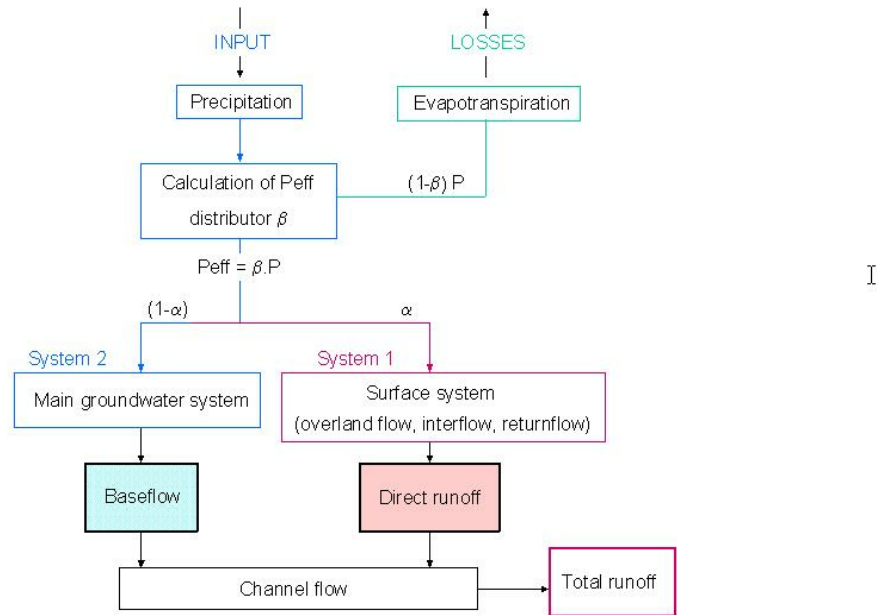 INPUT
LOSSES
Precipitation
Evapotranspiration
Calculation of Peff
distributor β
(1-β) P
Peff = β.P
(1-α)
α
System 2
System 1
Main groundwater system
Surface system
(overland flow, interflow, returnflow)
Baseflow
Direct runoff
Channel flow
Total runoff